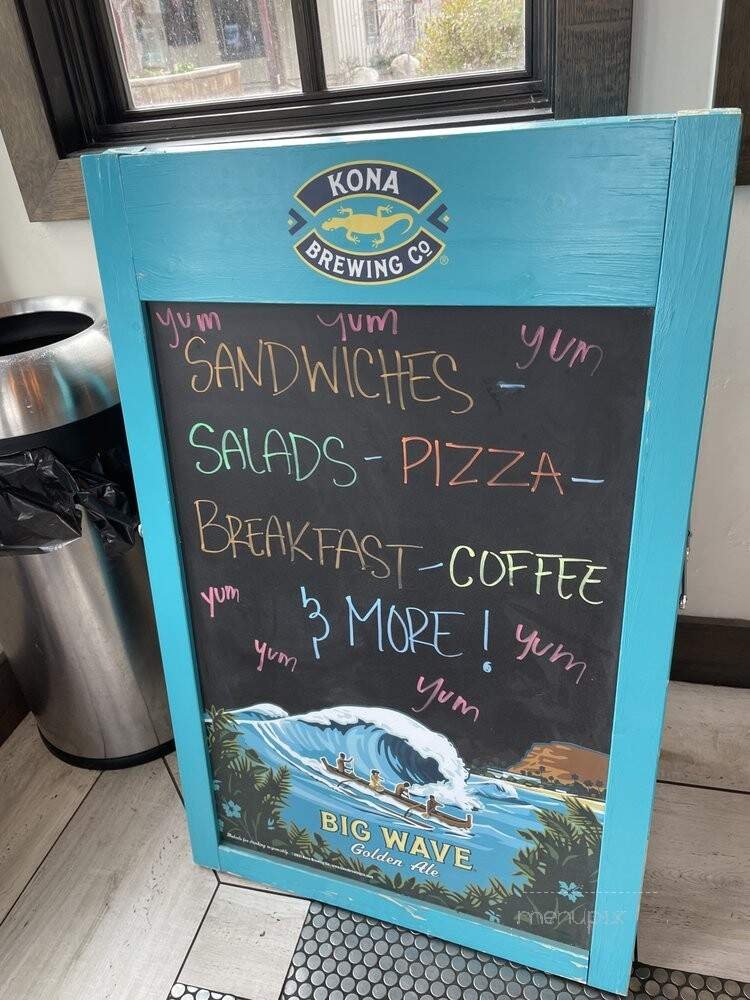 KONA
BREWING CO
®
yum yum yum
SANDWICHES -
SALADS - PIZZA -
BREAKFAST - COFFEE
yum
& MORE!
yum yum
yum
BIG WAVE
Golden Ale
menupix